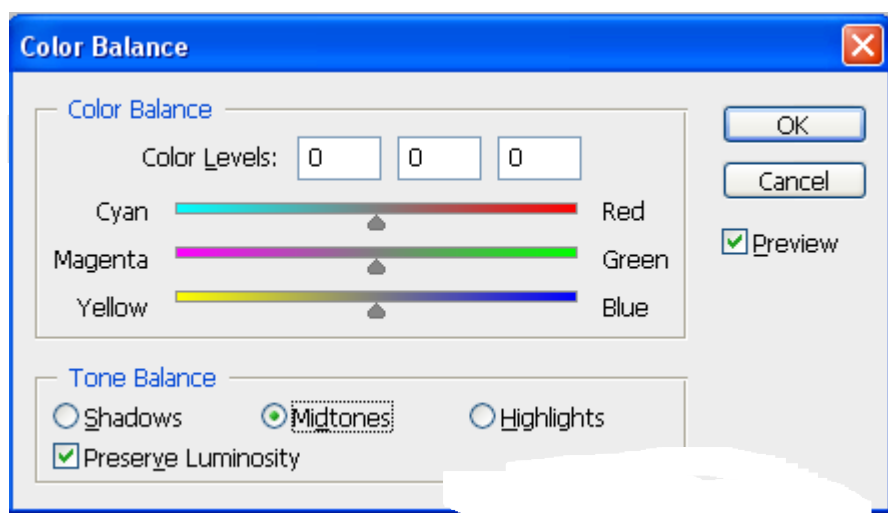 Color Balance
Color Balance
Color Levels: 0 0 0
Cyan Red
Magenta Green
Yellow Blue
OK
Cancel
Preview
Tone Balance
Shadows Midtones Highlights
Preserve Luminosity